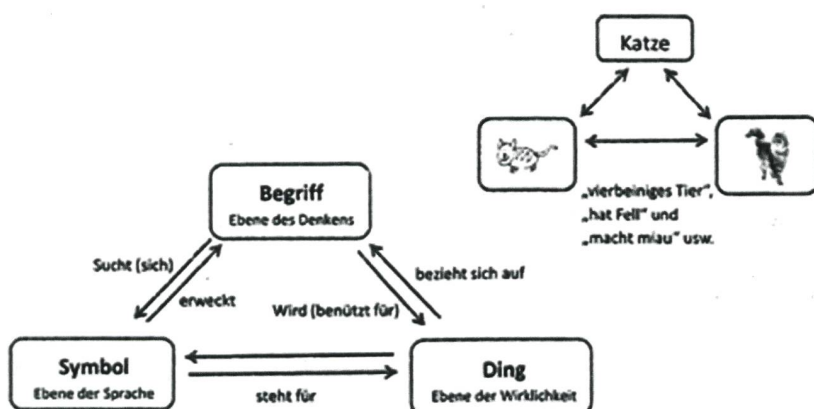 Katze
„vierbeiniges Tier",
„hat Fell" und
„macht miau" usw.
Begriff
Ebene des Denkens
Sucht (sich)
erweckt
bezieht sich auf
Wird (benützt für)
Symbol
Ebene der Sprache
steht für
Ding
Ebene der Wirklichkeit